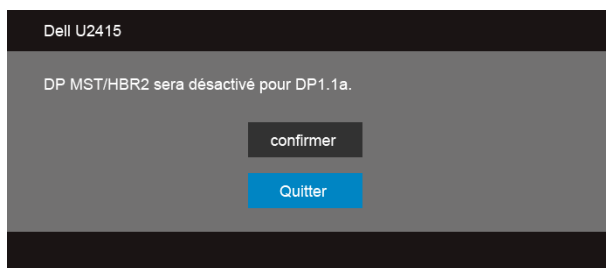 Dell U2415
DP MST/HBR2 sera désactivé pour DP1.1a.
confirmer
Quitter